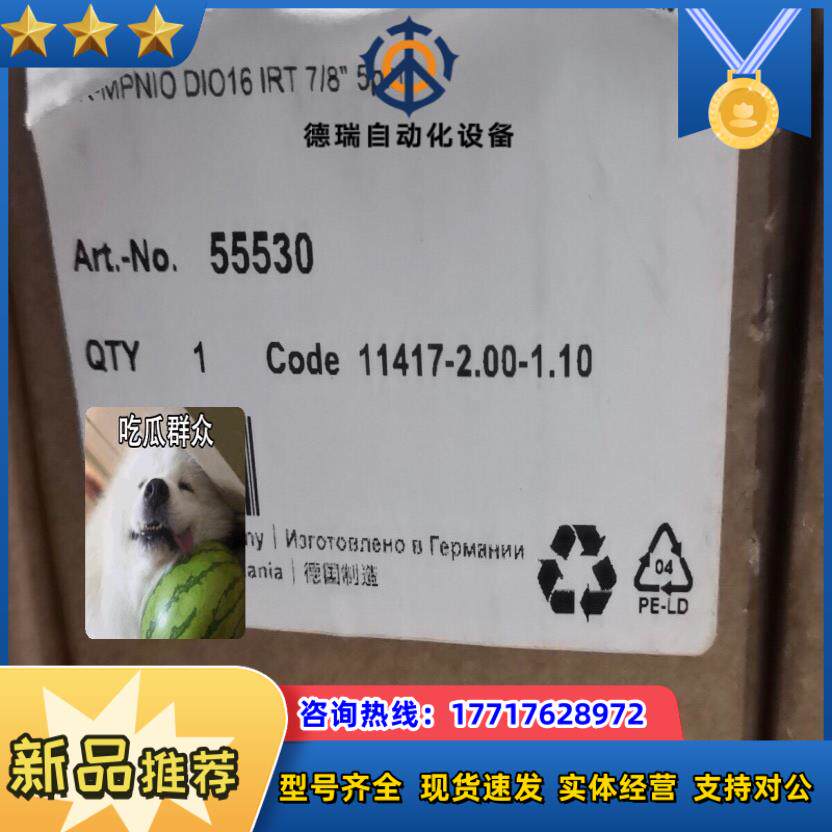 MPNIO DIO16 IRT 7/8"
德瑞自动化设备
Art.-No. 55530
QTY 1 Code 11417-2.00-1.10
吃瓜群众
Изготовлено в Германии
德国制造
04
PE-LD
咨询热线：17717628972
新品推荐
型号齐全 现货速发 实体经营 支持对公